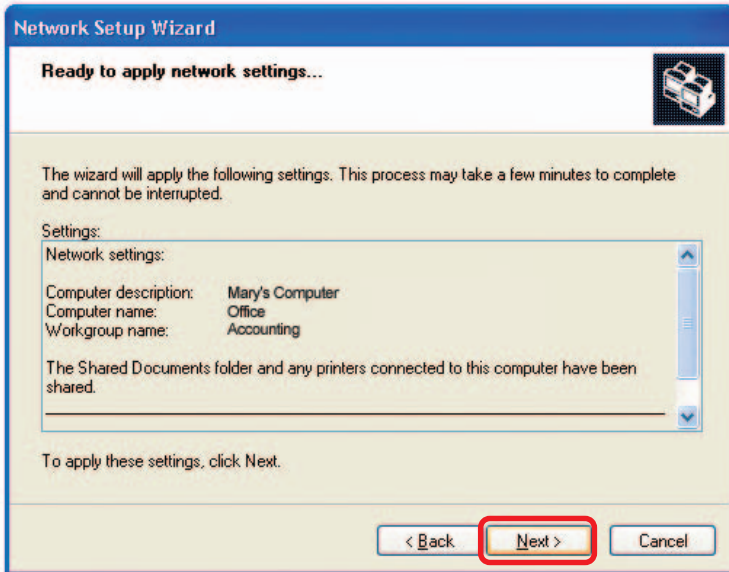 Network Setup Wizard
Ready to apply network settings...
The wizard will apply the following settings. This process may take a few minutes to complete
and cannot be interrupted.
Settings:
Network settings:
Computer description: Mary's Computer
Computer name: Office
Workgroup name: Accounting
The Shared Documents folder and any printers connected to this computer have been
shared.
To apply these settings, click Next.
< Back Next > Cancel